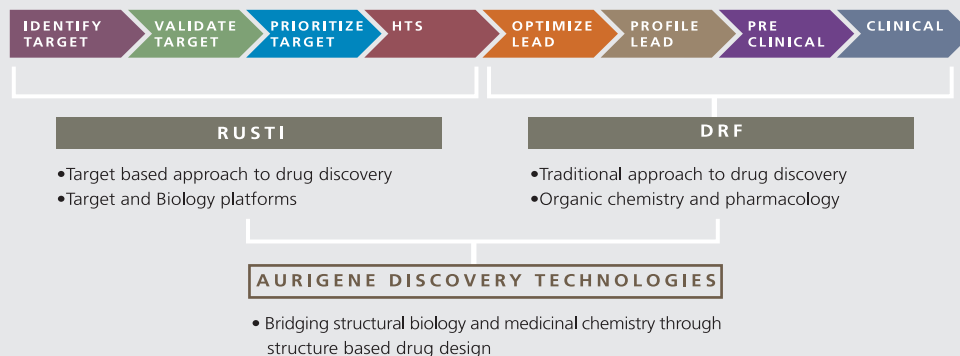 IDENTIFY TARGET
VALIDATE TARGET
PRIORITIZE TARGET
HTS
OPTIMIZE LEAD
PROFILE LEAD
PRE CLINICAL
CLINICAL
RUSTI
DRF
•Target based approach to drug discovery
•Target and Biology platforms
•Traditional approach to drug discovery
•Organic chemistry and pharmacology
AURIGENE DISCOVERY TECHNOLOGIES
• Bridging structural biology and medicinal chemistry through
structure based drug design